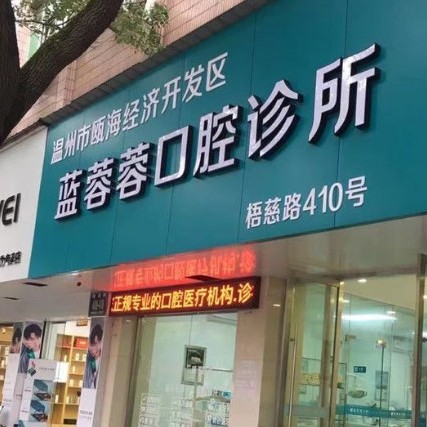 温州市瓯海经济开发区
蓝蓉蓉口腔诊所
梧慈路410号
正规专业的口腔医疗机构.诊